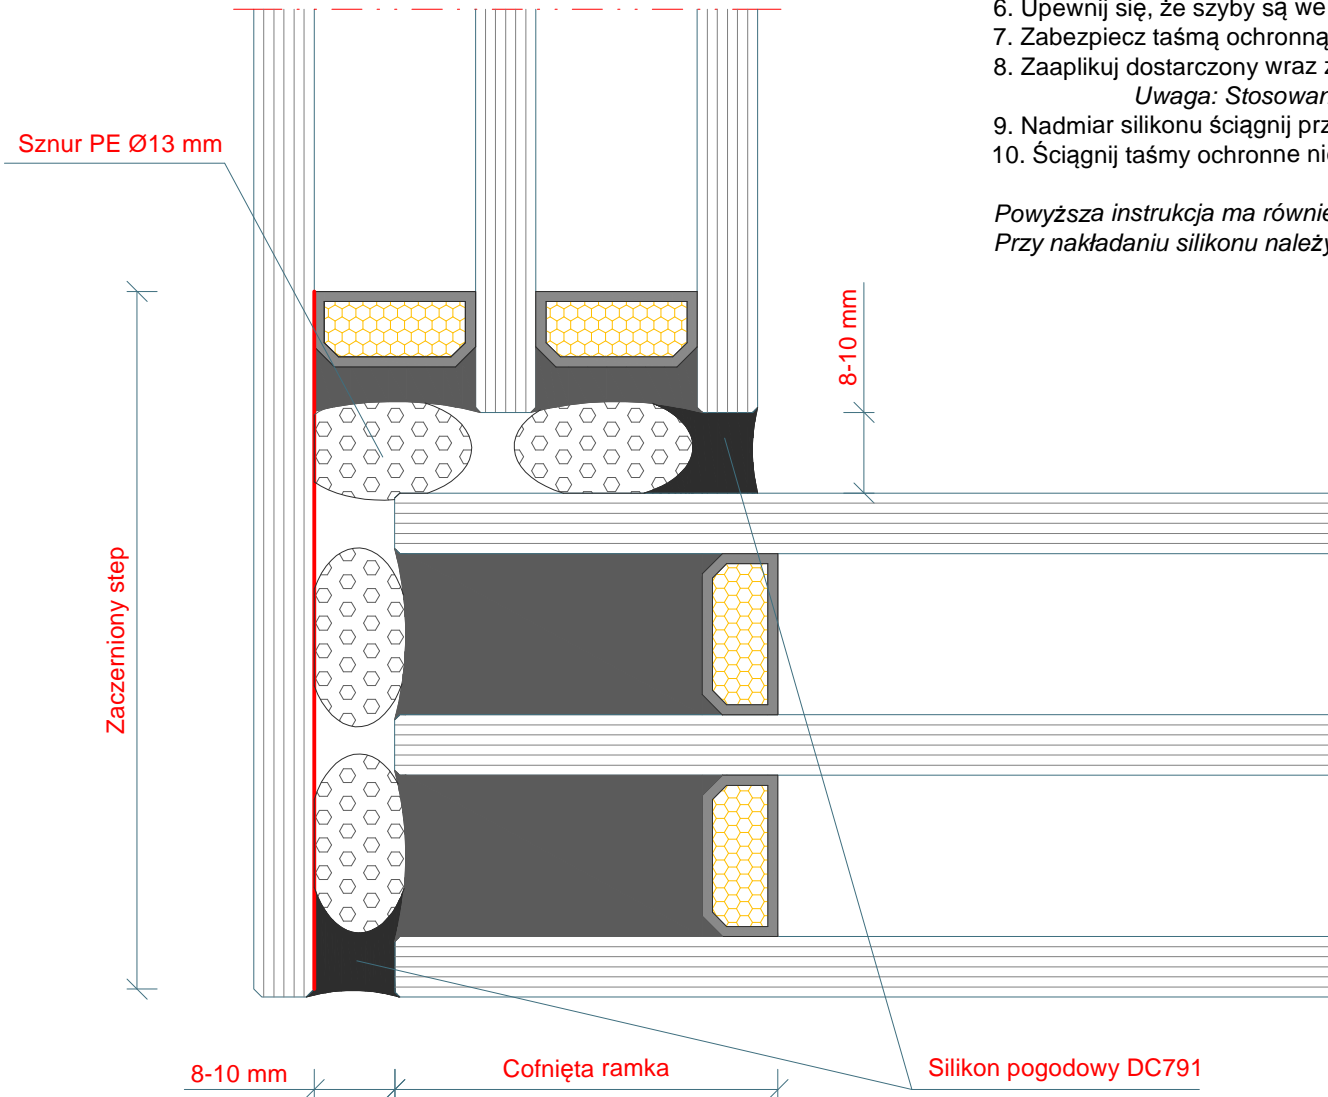 6. Upewnij się, że szyby są we
7. Zabezpiecz taśmą ochronną
8. Zaaplikuj dostarczony wraz z
Uwaga: Stosowan
9. Nadmiar silikonu ściągnij prz
10. Ściągnij taśmy ochronne nie
Powyższa instrukcja ma równie
Przy nakładaniu silikonu należy
Sznur PE Ø13 mm
8-10 mm
Zaczerniony step
8-10 mm
Cofnięta ramka
Silikon pogodowy DC791